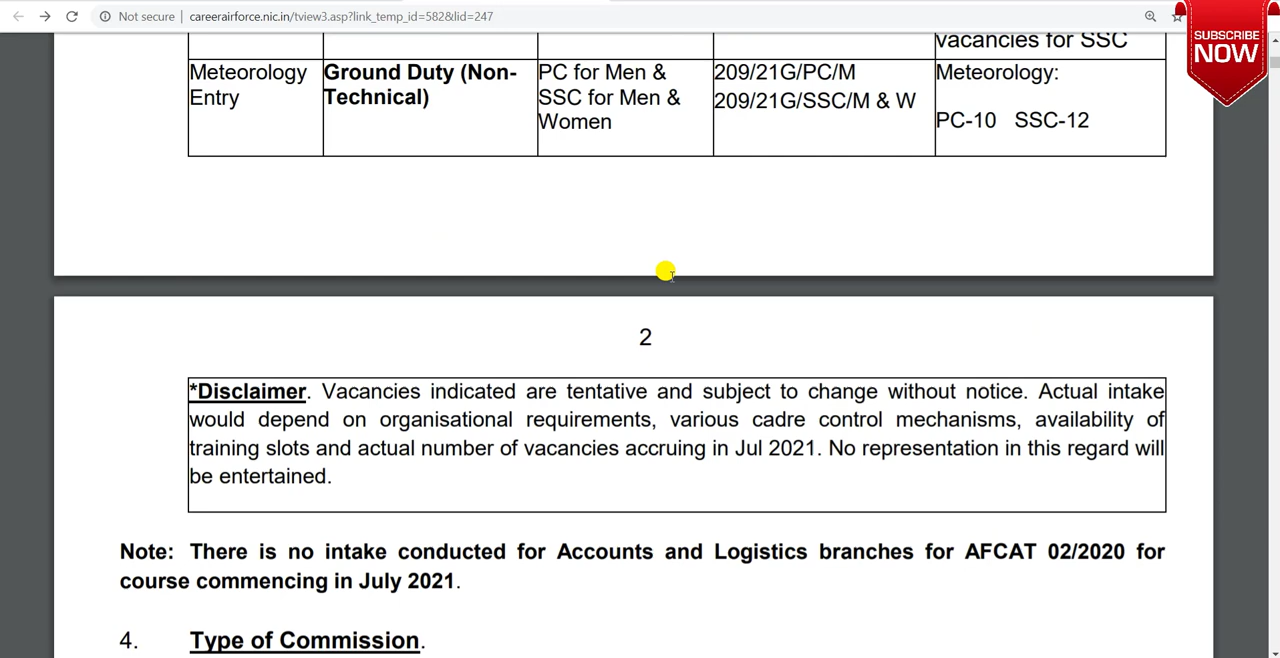 Not secure | careerairforce.nic.in/tview3.asp?link_temp_id=582&lid=247
SUBSCRIBE
NOW
vacancies for SSC
Meteorology Ground Duty (Non- PC for Men & 209/21G/PC/M Meteorology:
Entry Technical) SSC for Men & 209/21G/SSC/M & W
Women PC-10 SSC-12
2
*Disclaimer. Vacancies indicated are tentative and subject to change without notice. Actual intake
would depend on organisational requirements, various cadre control mechanisms, availability of
training slots and actual number of vacancies accruing in Jul 2021. No representation in this regard will
be entertained.
Note: There is no intake conducted for Accounts and Logistics branches for AFCAT 02/2020 for
course commencing in July 2021.
4. Type of Commission.